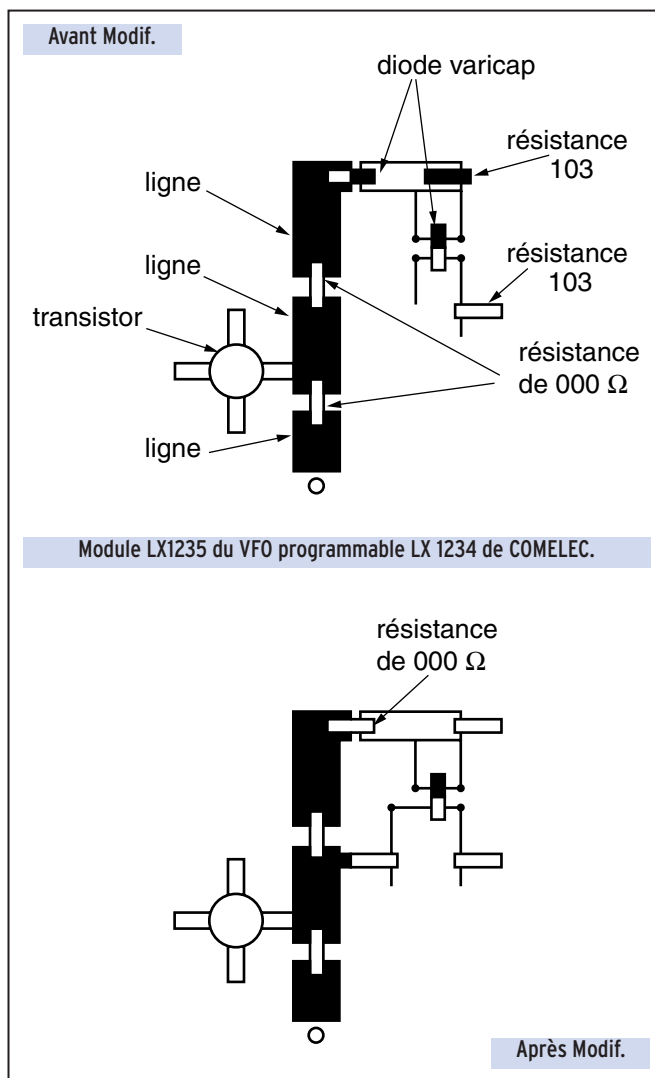 Avant Modif.
diode varicap
résistance
103
ligne
ligne
résistance
103
transistor
résistance
de 000 Ω
ligne
Module LX1235 du VFO programmable LX 1234 de COMELEC.
résistance
de 000 Ω
Après Modif.